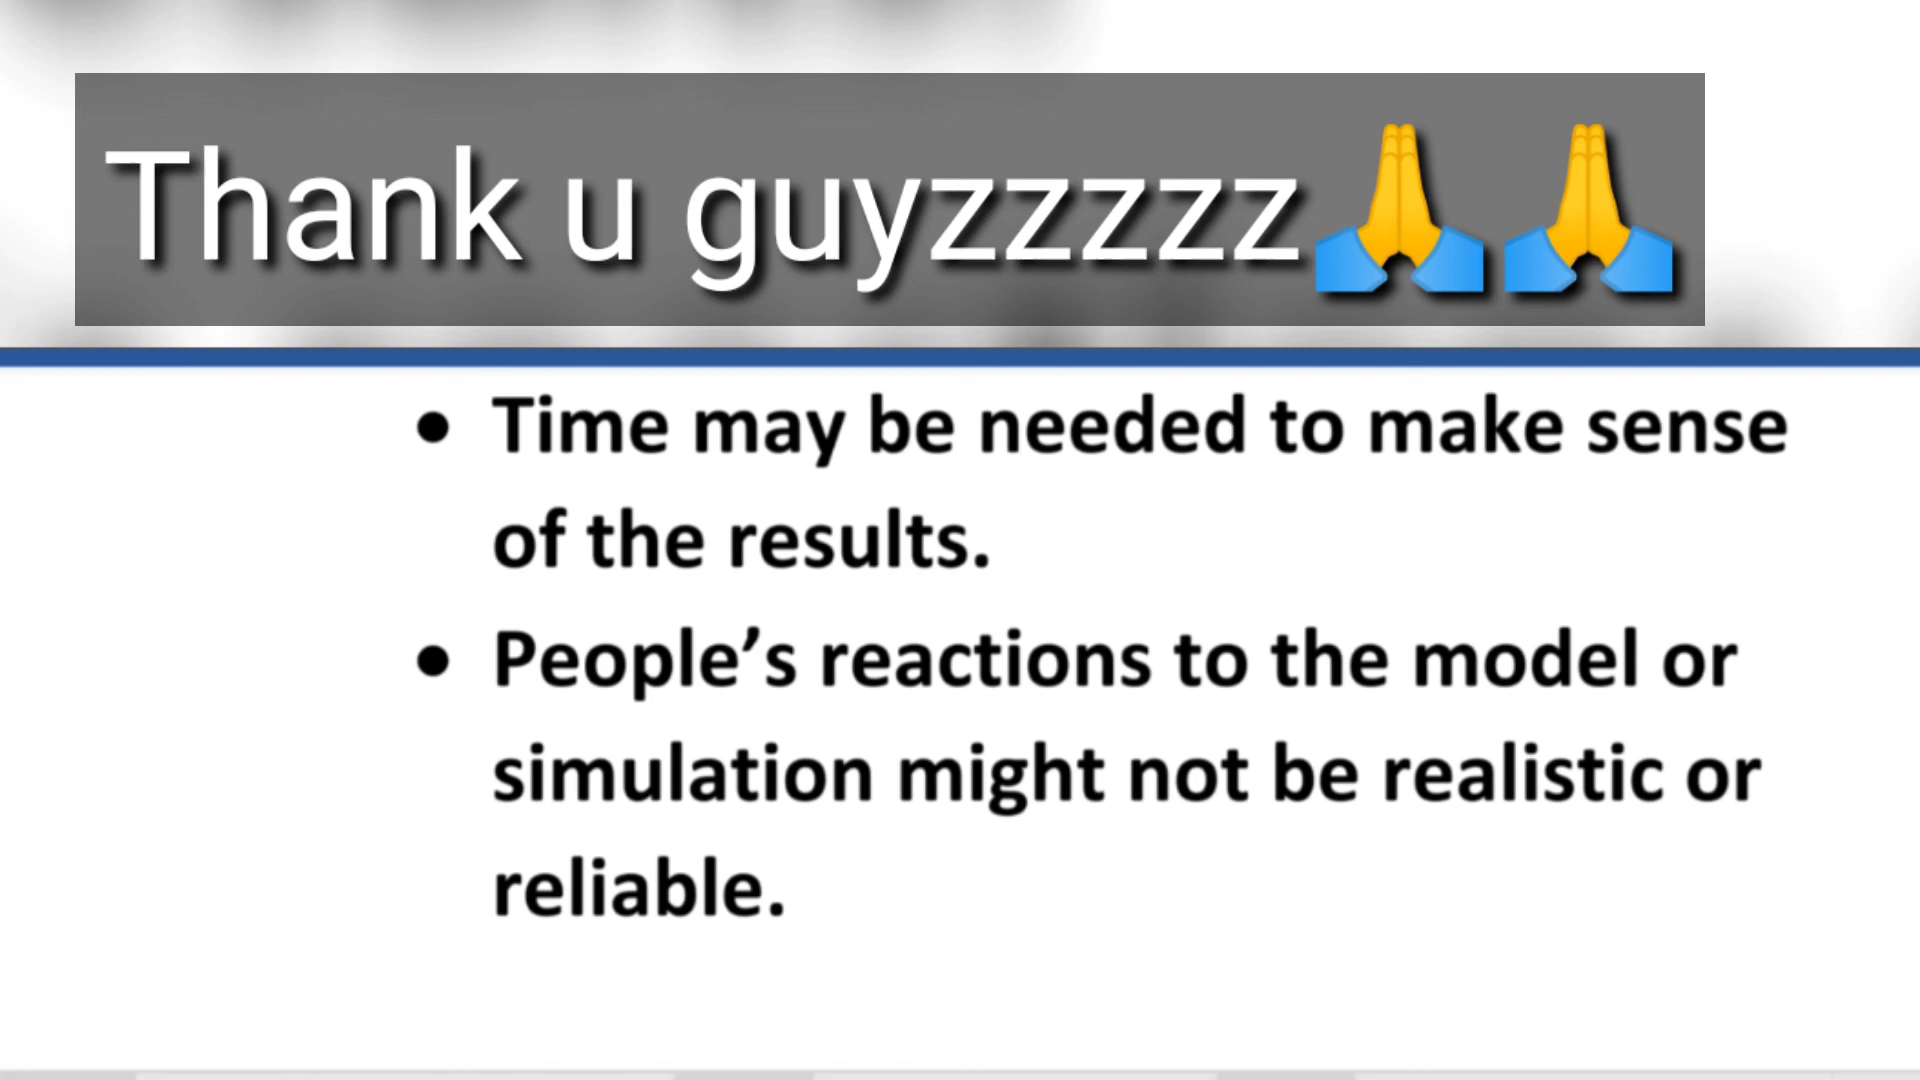 Thank u guyzzzzz🙏🙏
• Time may be needed to make sense
of the results.
• People’s reactions to the model or
simulation might not be realistic or
reliable.